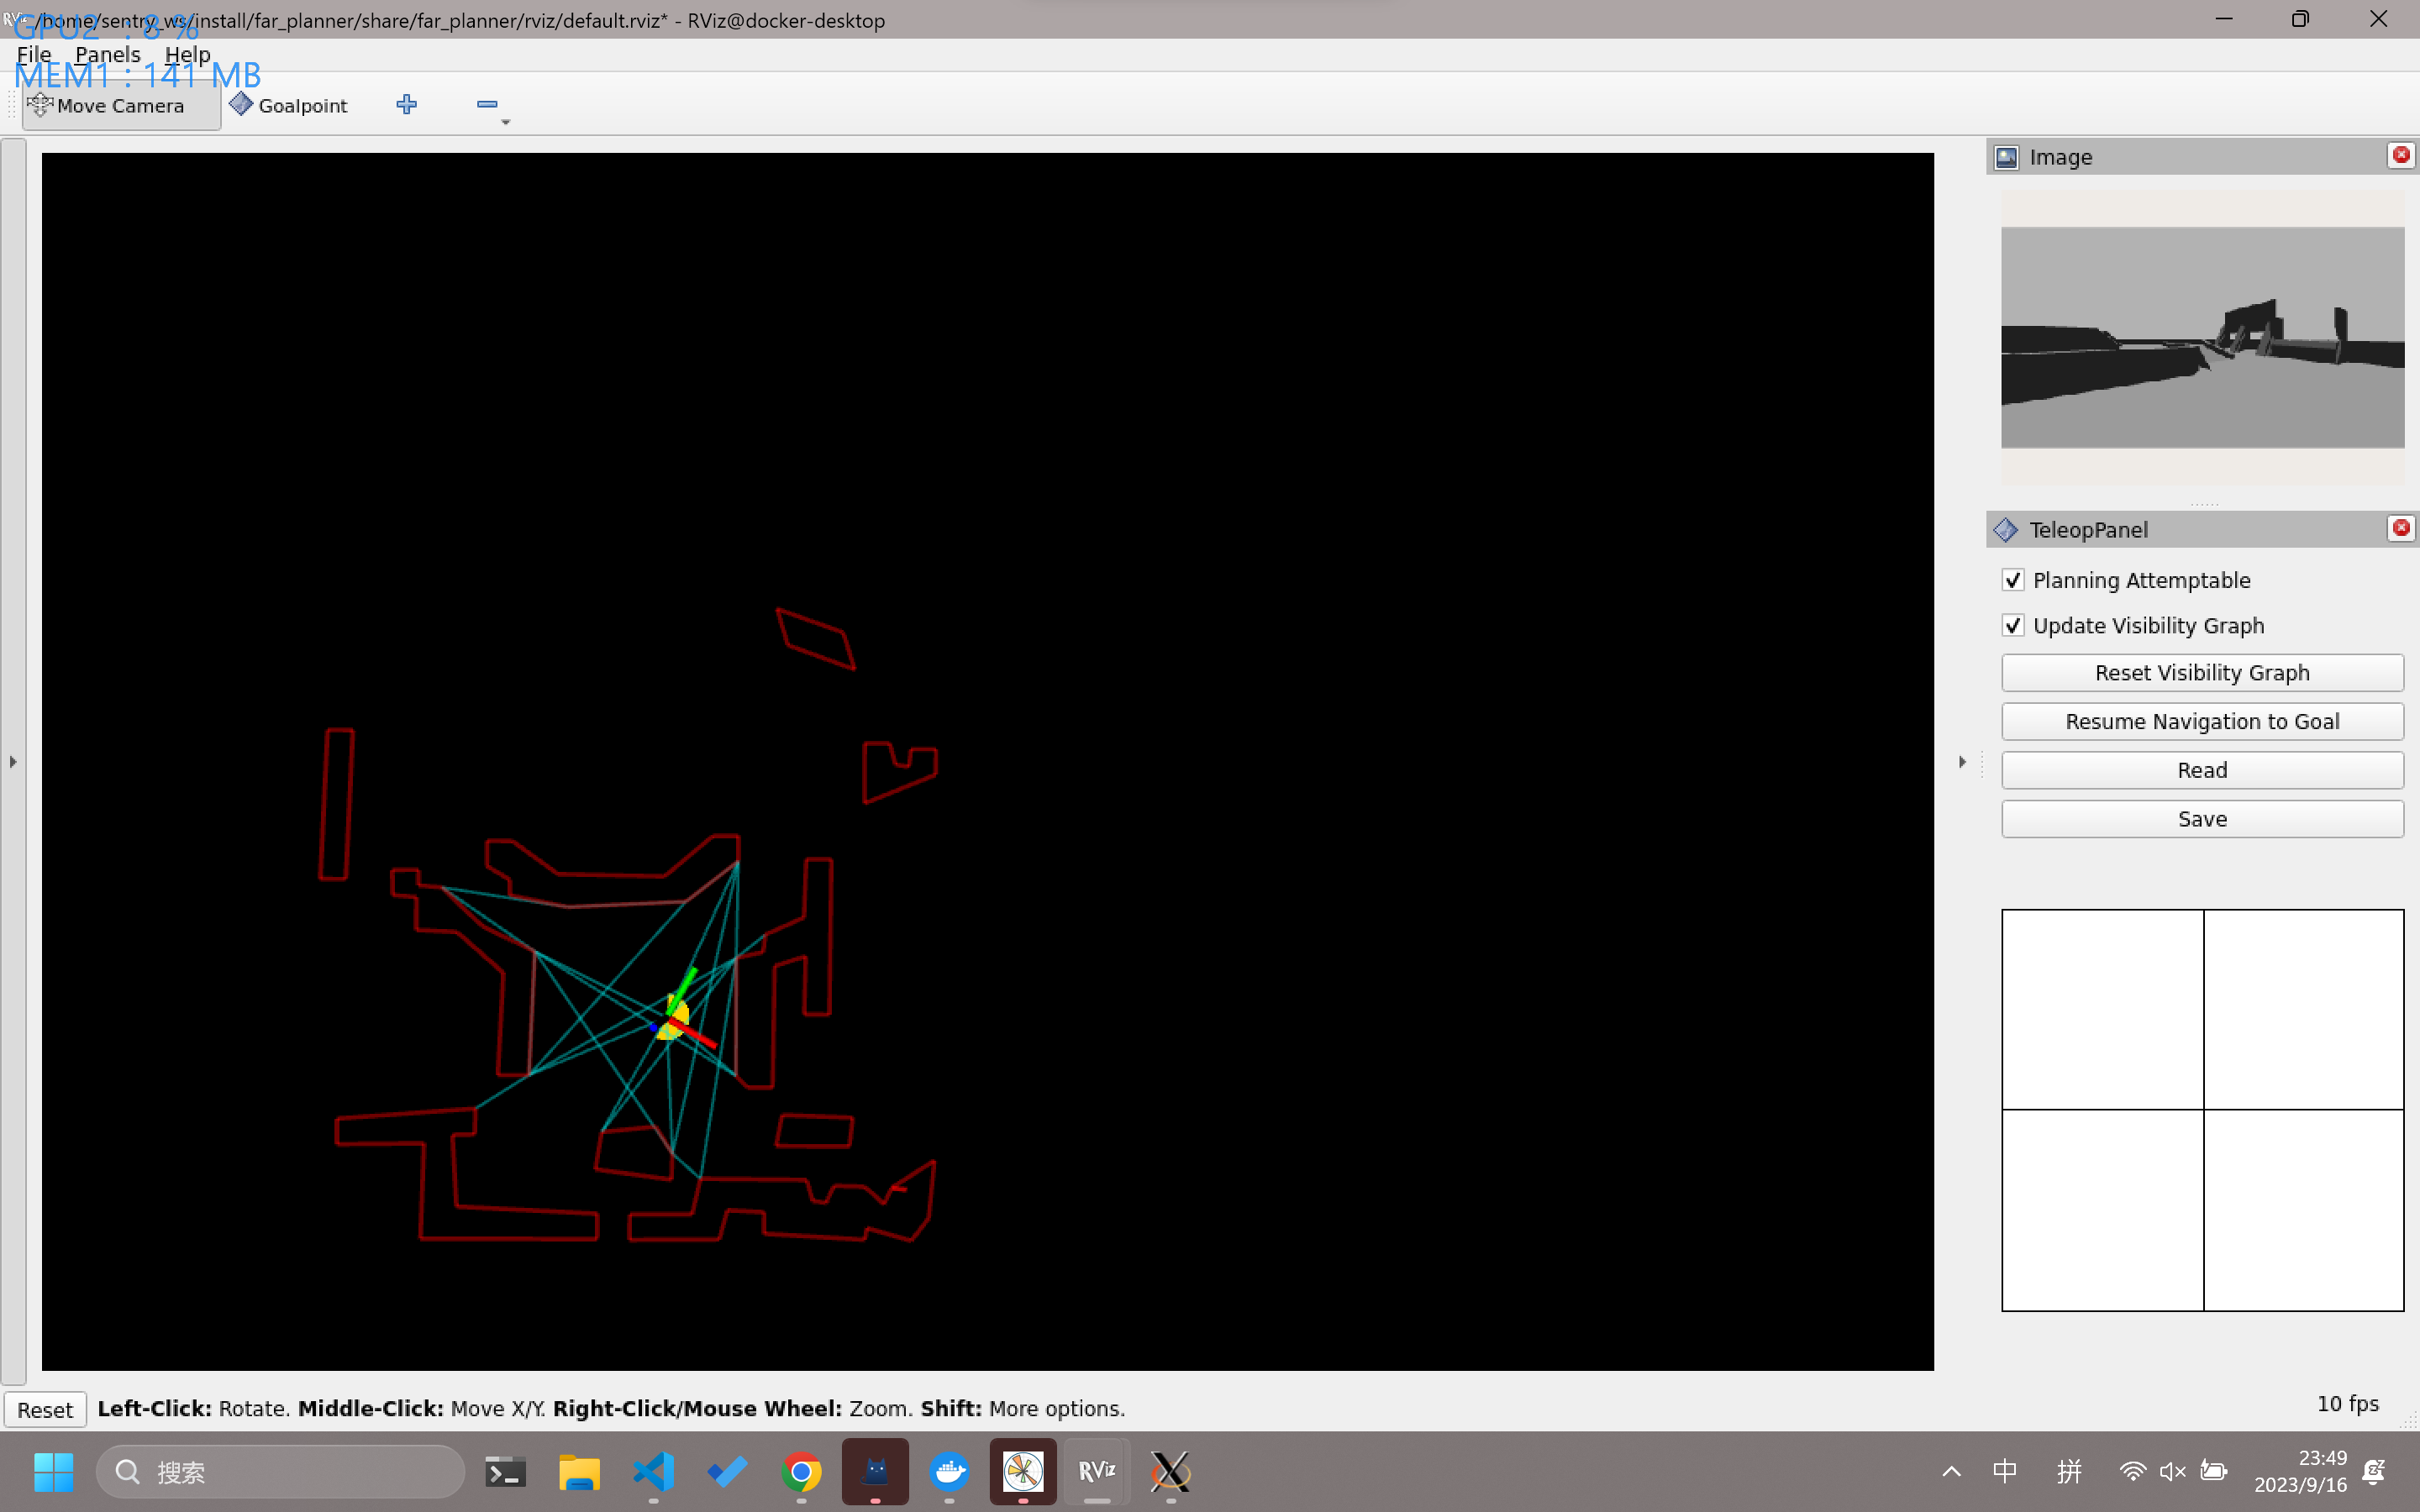 /home/sentry_ws/install/far_planner/share/far_planner/rviz/default.rviz* - RViz@docker-desktop
GPU2 : 8 %
File Panels Help
MEM1 : 141 MB
Move Camera Goalpoint
Image
TeleopPanel
Planning Attemptable
Update Visibility Graph
Reset Visibility Graph
Resume Navigation to Goal
Read
Save
Reset Left-Click: Rotate. Middle-Click: Move X/Y. Right-Click/Mouse Wheel: Zoom. Shift: More options.
10 fps
搜索
RViz
中 拼
23:49
2023/9/16